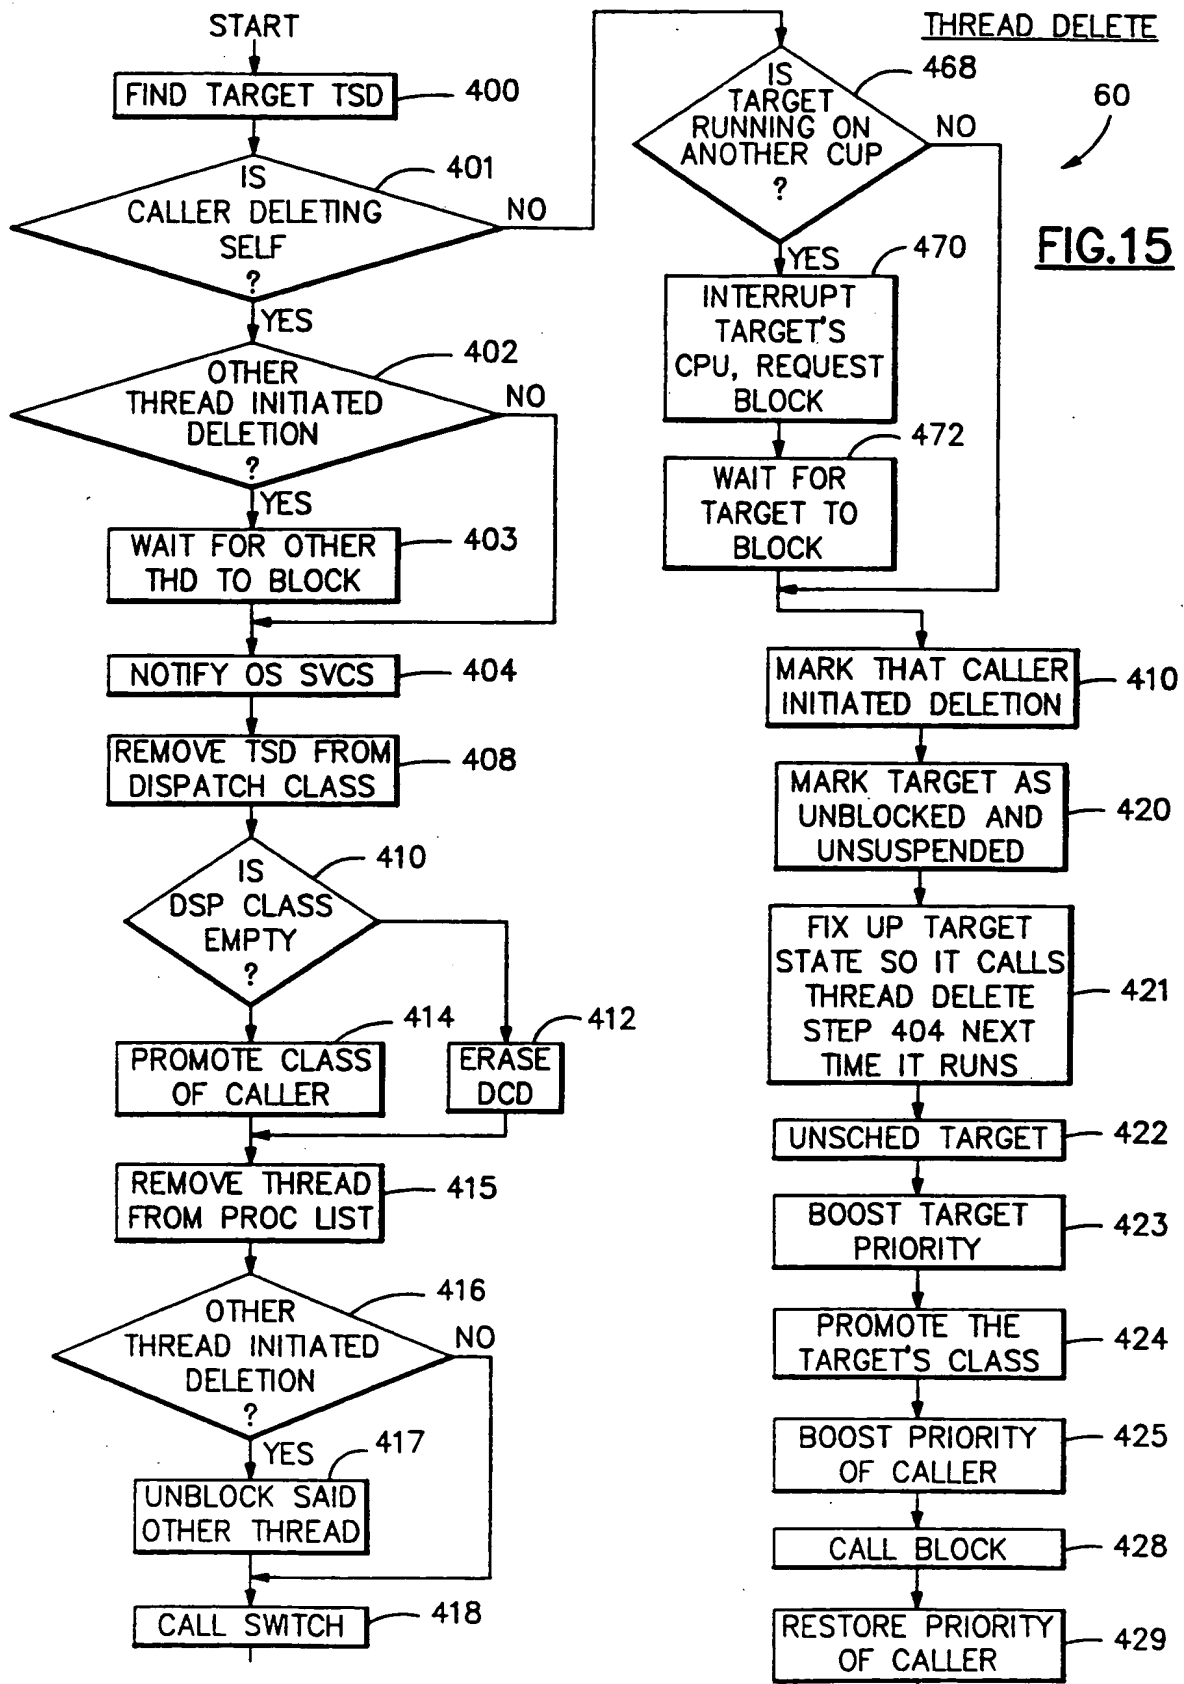 START
FIND TARGET TSD
400
IS
CALLER DELETING
SELF
?
401
NO
YES
OTHER
THREAD INITIATED
DELETION
?
402
NO
YES
WAIT FOR OTHER
THD TO BLOCK
403
NOTIFY OS SVCS
404
REMOVE TSD FROM
DISPATCH CLASS
408
IS
DSP CLASS
EMPTY
?
410
PROMOTE CLASS
OF CALLER
414
ERASE
DCD
412
REMOVE THREAD
FROM PROC LIST
415
OTHER
THREAD INITIATED
DELETION
?
416
NO
YES
UNBLOCK SAID
OTHER THREAD
417
CALL SWITCH
418
THREAD DELETE
60
FIG.15
IS
TARGET
RUNNING ON
ANOTHER CUP
?
468
NO
YES
INTERRUPT
TARGET'S
CPU, REQUEST
BLOCK
470
WAIT FOR
TARGET TO
BLOCK
472
MARK THAT CALLER
INITIATED DELETION
410
MARK TARGET AS
UNBLOCKED AND
UNSUSPENDED
420
FIX UP TARGET
STATE SO IT CALLS
THREAD DELETE
STEP 404 NEXT
TIME IT RUNS
421
UNSCHED TARGET
422
BOOST TARGET
PRIORITY
423
PROMOTE THE
TARGET'S CLASS
424
BOOST PRIORITY
OF CALLER
425
CALL BLOCK
428
RESTORE PRIORITY
OF CALLER
429